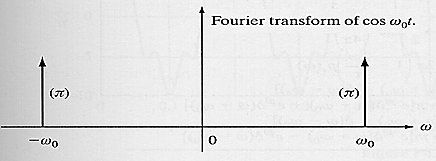 Fourier transform of cos ω₀t.
(π) (π)
−ω₀ 0 ω₀ ω